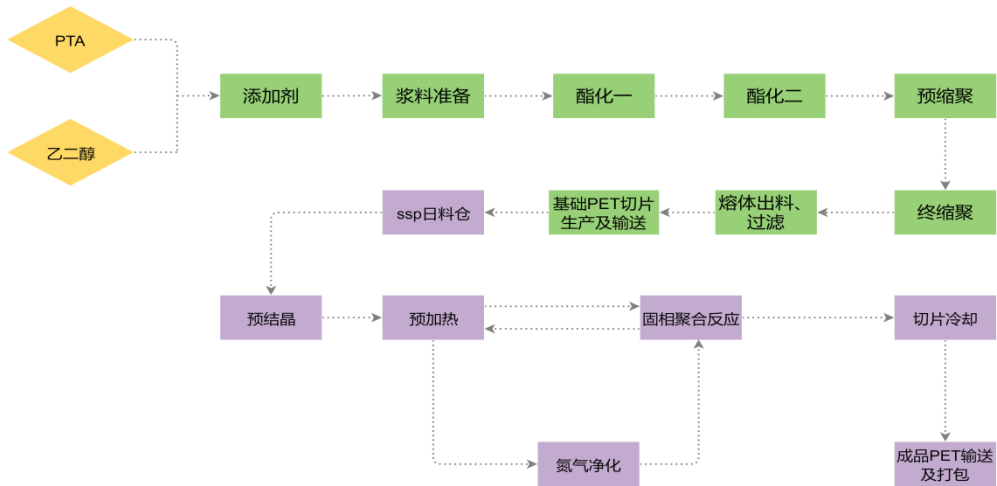 PTA
乙二醇
添加剂
浆料准备
酯化一
酯化二
预缩聚
ssp日料仓
基础PET切片
生产及输送
熔体出料、
过滤
终缩聚
预结晶
预加热
固相聚合反应
切片冷却
氮气净化
成品PET输送
及打包